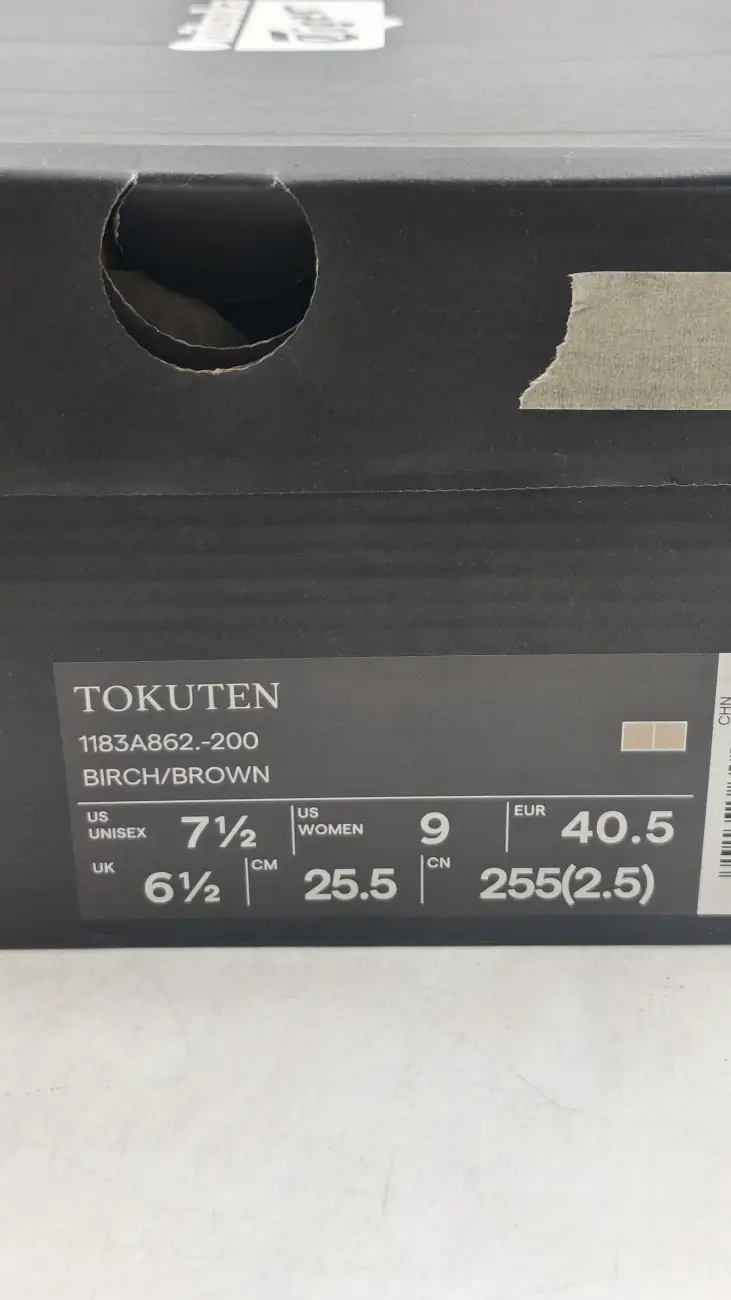 TOKUTEN
1183A862.-200
BIRCH/BROWN
US UNISEX 7½ US WOMEN 9 EUR 40.5
UK 6½ CM 25.5 CN 255(2.5)
CHN